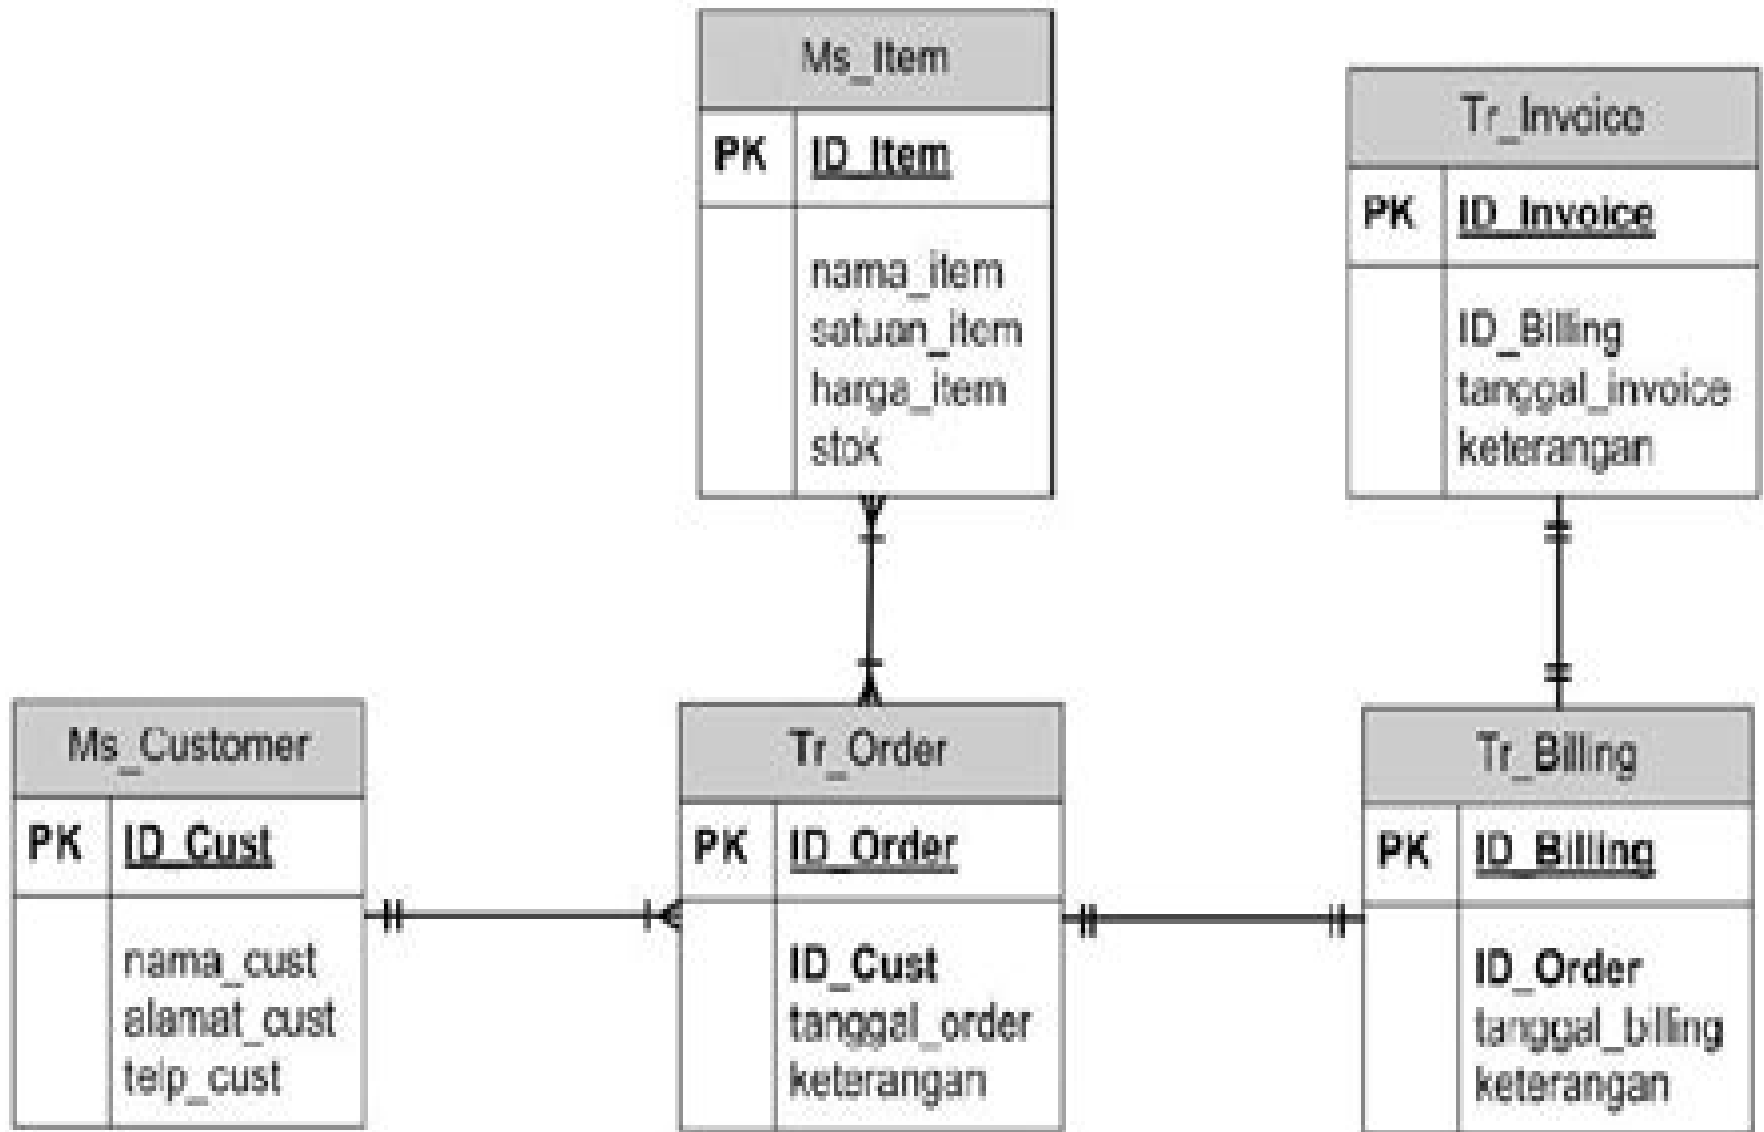 Ms_Item
PK ID_Item
nama_item
satuan_item
harga_item
stok
Tr_Invoice
PK ID_Invoice
ID_Billing
tanggal_invoice
keterangan
Ms_Customer
PK ID_Cust
nama_cust
alamat_cust
telp_cust
Tr_Order
PK ID_Order
ID_Cust
tanggal_order
keterangan
Tr_Billing
PK ID_Billing
ID_Order
tanggal_billing
keterangan